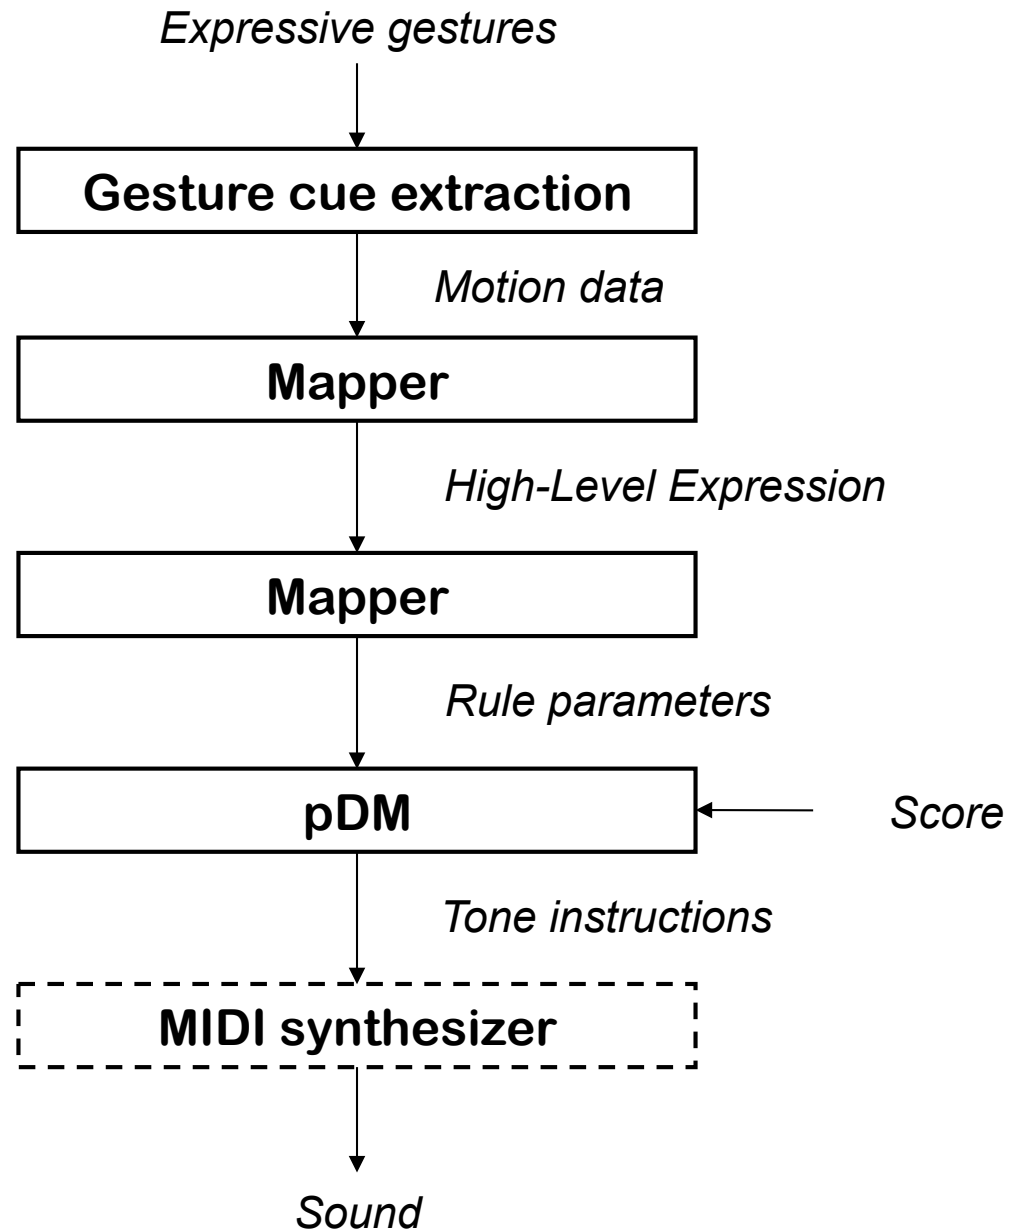 Expressive gestures
Gesture cue extraction
Motion data
Mapper
High-Level Expression
Mapper
Rule parameters
pDM
Score
Tone instructions
MIDI synthesizer
Sound